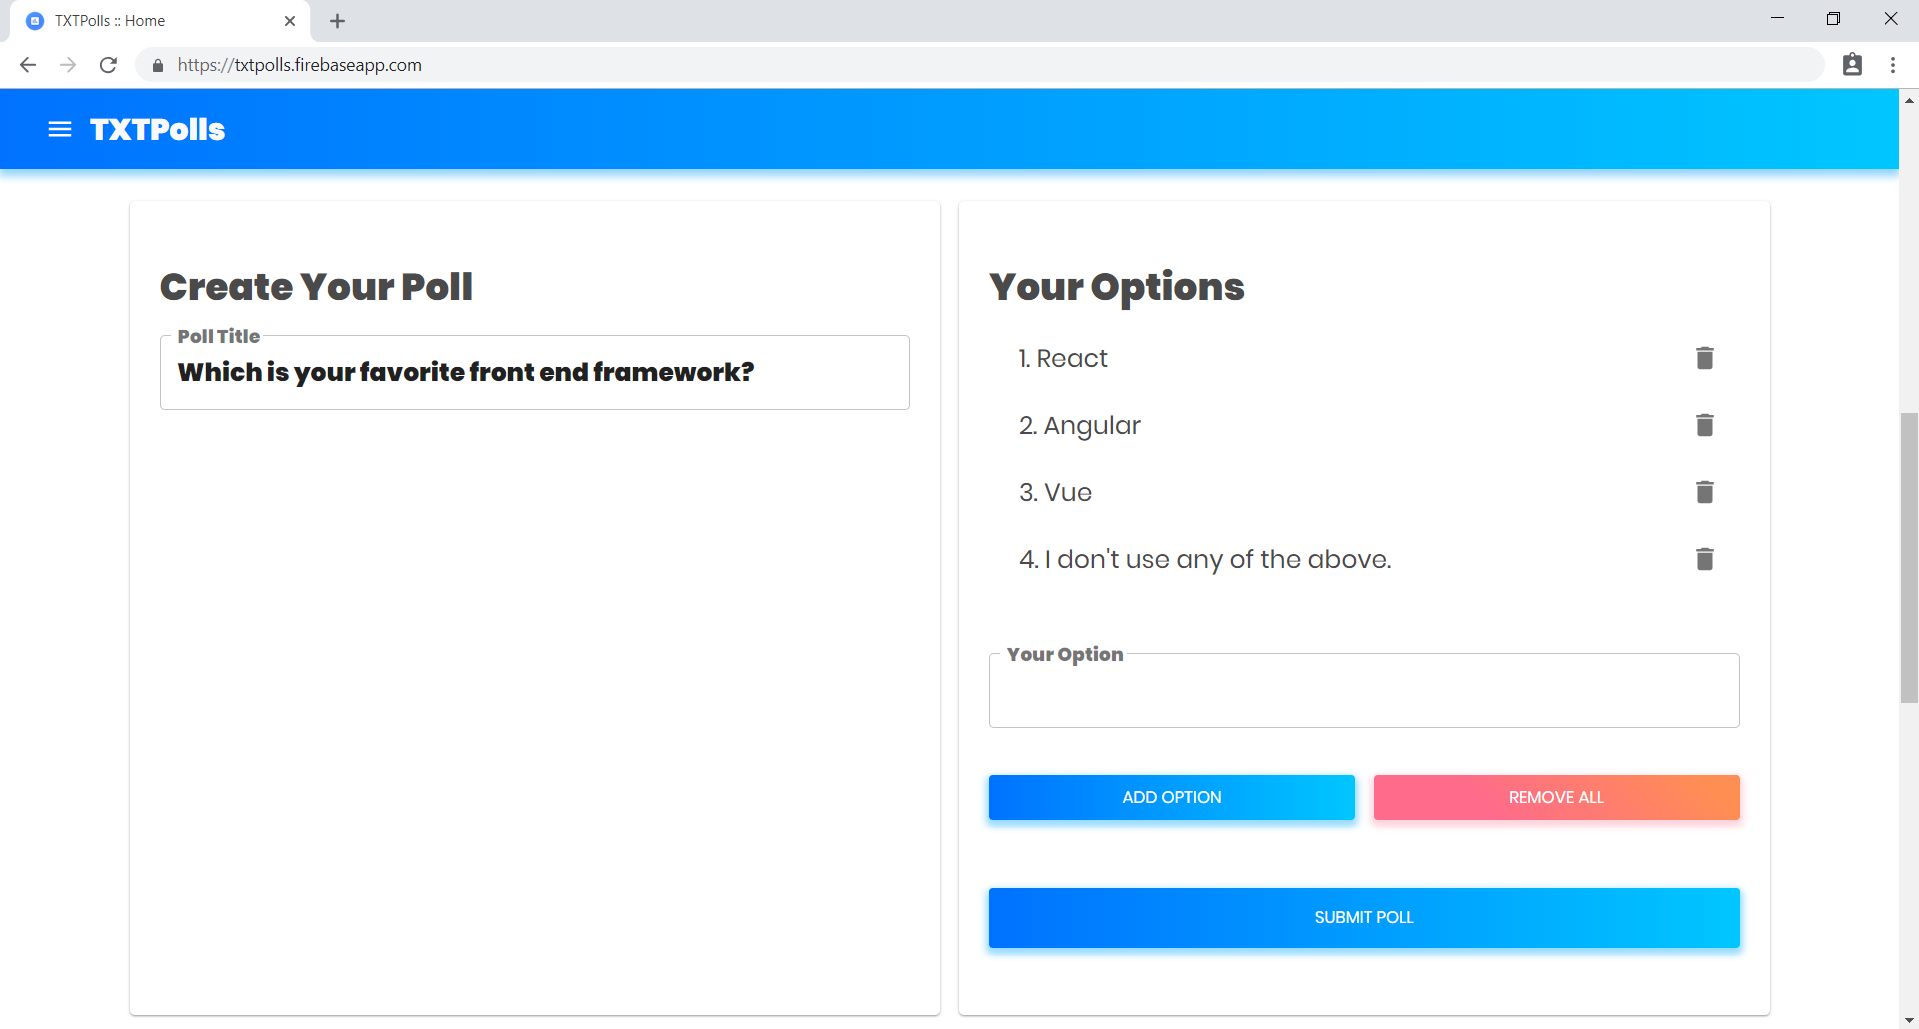 TXTPolls :: Home
https://txtpolls.firebaseapp.com
TXTPolls
Create Your Poll
Poll Title
Which is your favorite front end framework?
Your Options
1. React
2. Angular
3. Vue
4. I don't use any of the above.
Your Option
ADD OPTION
REMOVE ALL
SUBMIT POLL